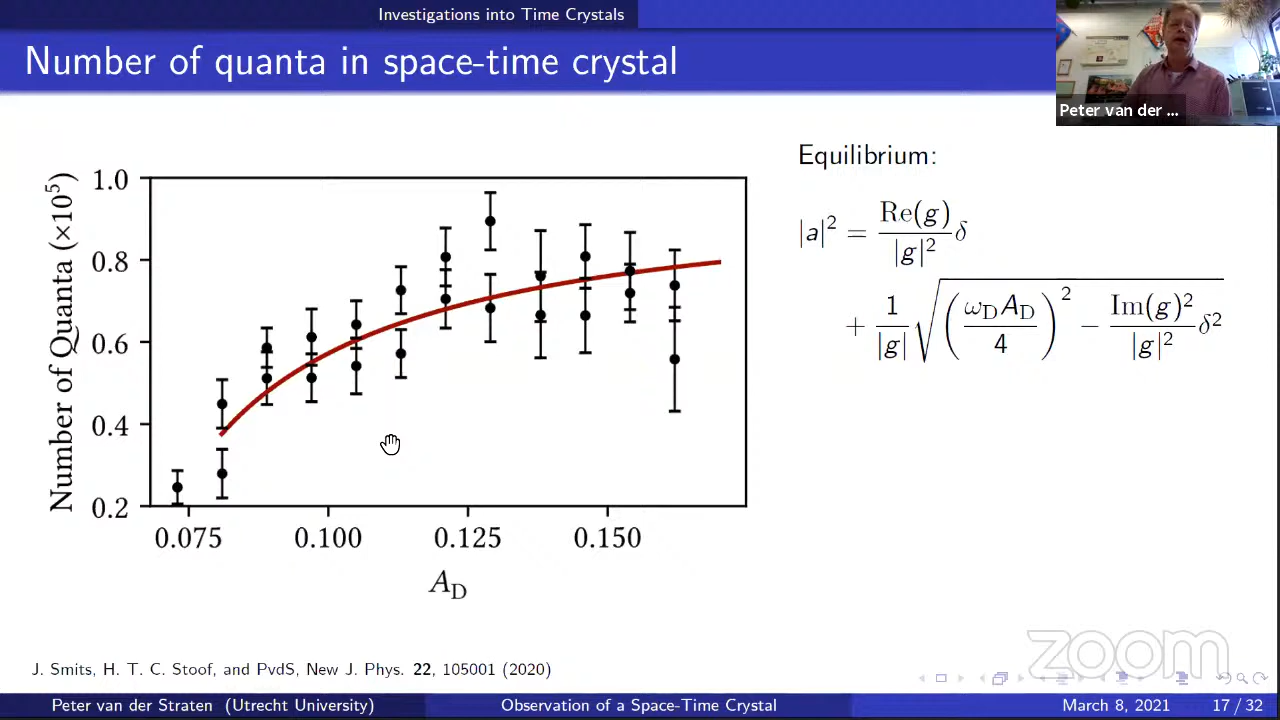 Investigations into Time Crystals
Number of quanta in space-time crystal
Peter van der ...
Equilibrium:
|a|² = Re(g)/|g|² δ
+ 1/|g| √((ω_D A_D/4)² − Im(g)²/|g|² δ²)
Number of Quanta (×10⁵)
1.0
0.8
0.6
0.4
0.2
0.075 0.100 0.125 0.150
A_D
J. Smits, H. T. C. Stoof, and PvdS, New J. Phys. 22, 105001 (2020)
zoom
Peter van der Straten (Utrecht University) Observation of a Space-Time Crystal March 8, 2021 17 / 32